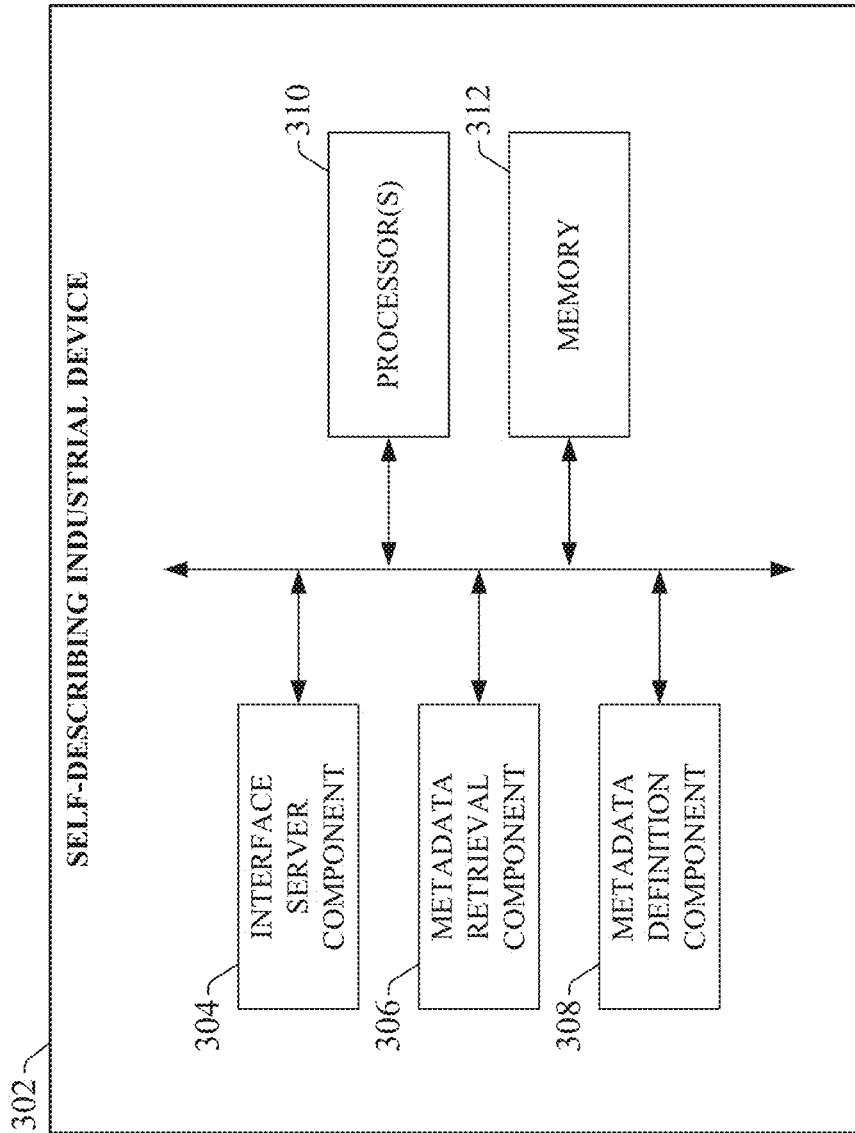 302
SELF-DESCRIBING INDUSTRIAL DEVICE
304
INTERFACE
SERVER
COMPONENT
306
METADATA
RETRIEVAL
COMPONENT
308
METADATA
DEFINITION
COMPONENT
310
PROCESSOR(S)
312
MEMORY